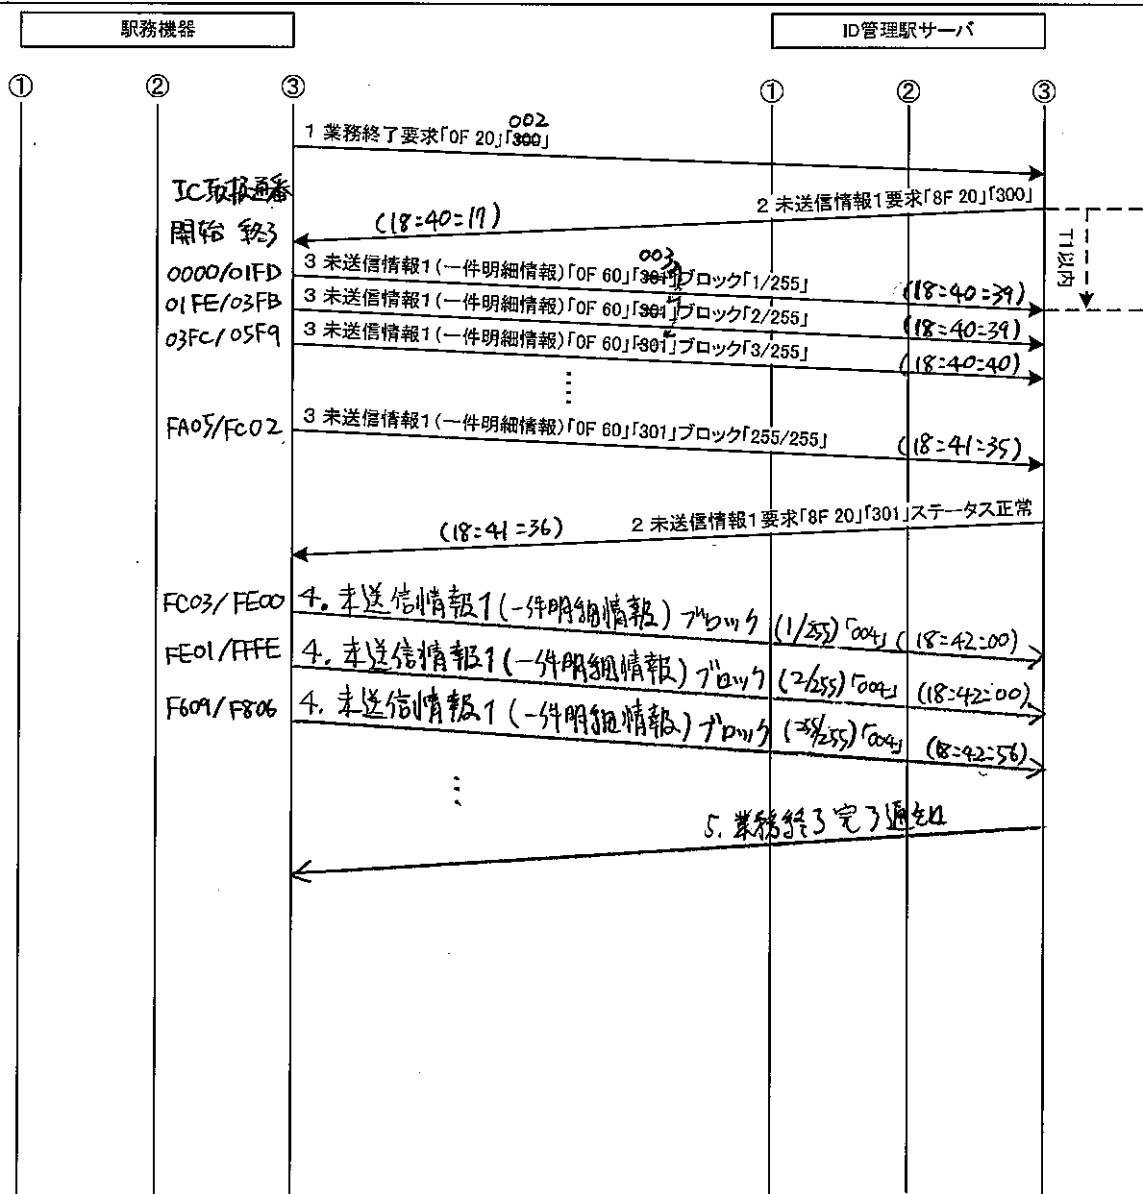 駅務機器
ID管理駅サーバ
① ② ③
① ② ③
002
1 業務終了要求「0F 20」「300」
IC取扱通番
2 未送信情報1要求「8F 20」「300」
開始 終了
(18:40:17)
T1以内
003
0000/01FD
3 未送信情報1(一件明細情報)「0F 60」「301」ブロック「1/255」
(18:40:39)
01FE/03FB
3 未送信情報1(一件明細情報)「0F 60」「301」ブロック「2/255」
(18:40:39)
03FC/05F9
3 未送信情報1(一件明細情報)「0F 60」「301」ブロック「3/255」
(18:40:40)
FA05/FC02
3 未送信情報1(一件明細情報)「0F 60」「301」ブロック「255/255」
(18:41:35)
2 未送信情報1要求「8F 20」「301」ステータス正常
(18:41:36)
FC03/FE00
4. 未送信情報1(一件明細情報)ブロック(1/255)「004」(18:42:00)
FE01/FFFE
4. 未送信情報1(一件明細情報)ブロック(2/255)「004」(18:42:00)
F609/F806
4. 未送信情報1(一件明細情報)ブロック(255/255)「004」(18:42:56)
5. 業務終了完了通知